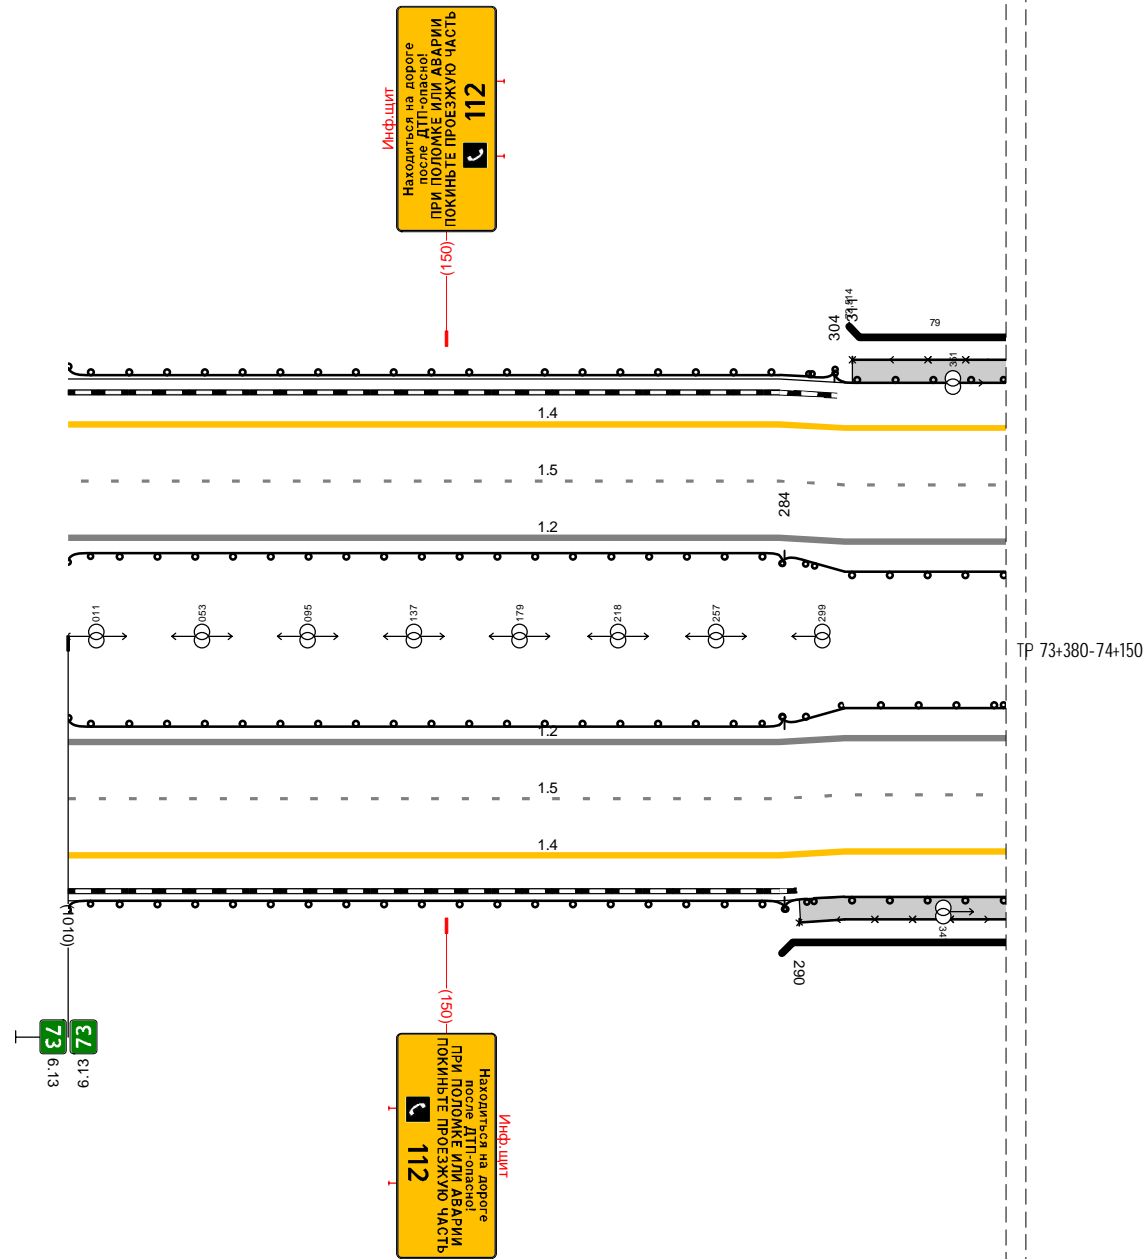 Находиться на дороге
после ДТП-опасно!
ПРИ ПОЛОМКЕ ИЛИ АВАРИИ
ПОКИНЬТЕ ПРОЕЗЖУЮ ЧАСТЬ
112
Инф.щит
(150)
304
311
79
351
1.4
1.5
284
1.2
011
053
095
137
179
218
257
299
ТР 73+380-74+150
1.2
1.5
1.4
34
290
(1010)
(150)
73
73
6.13
6.13
Находиться на дороге
после ДТП-опасно!
ПРИ ПОЛОМКЕ ИЛИ АВАРИИ
ПОКИНЬТЕ ПРОЕЗЖУЮ ЧАСТЬ
112
Инф.щит